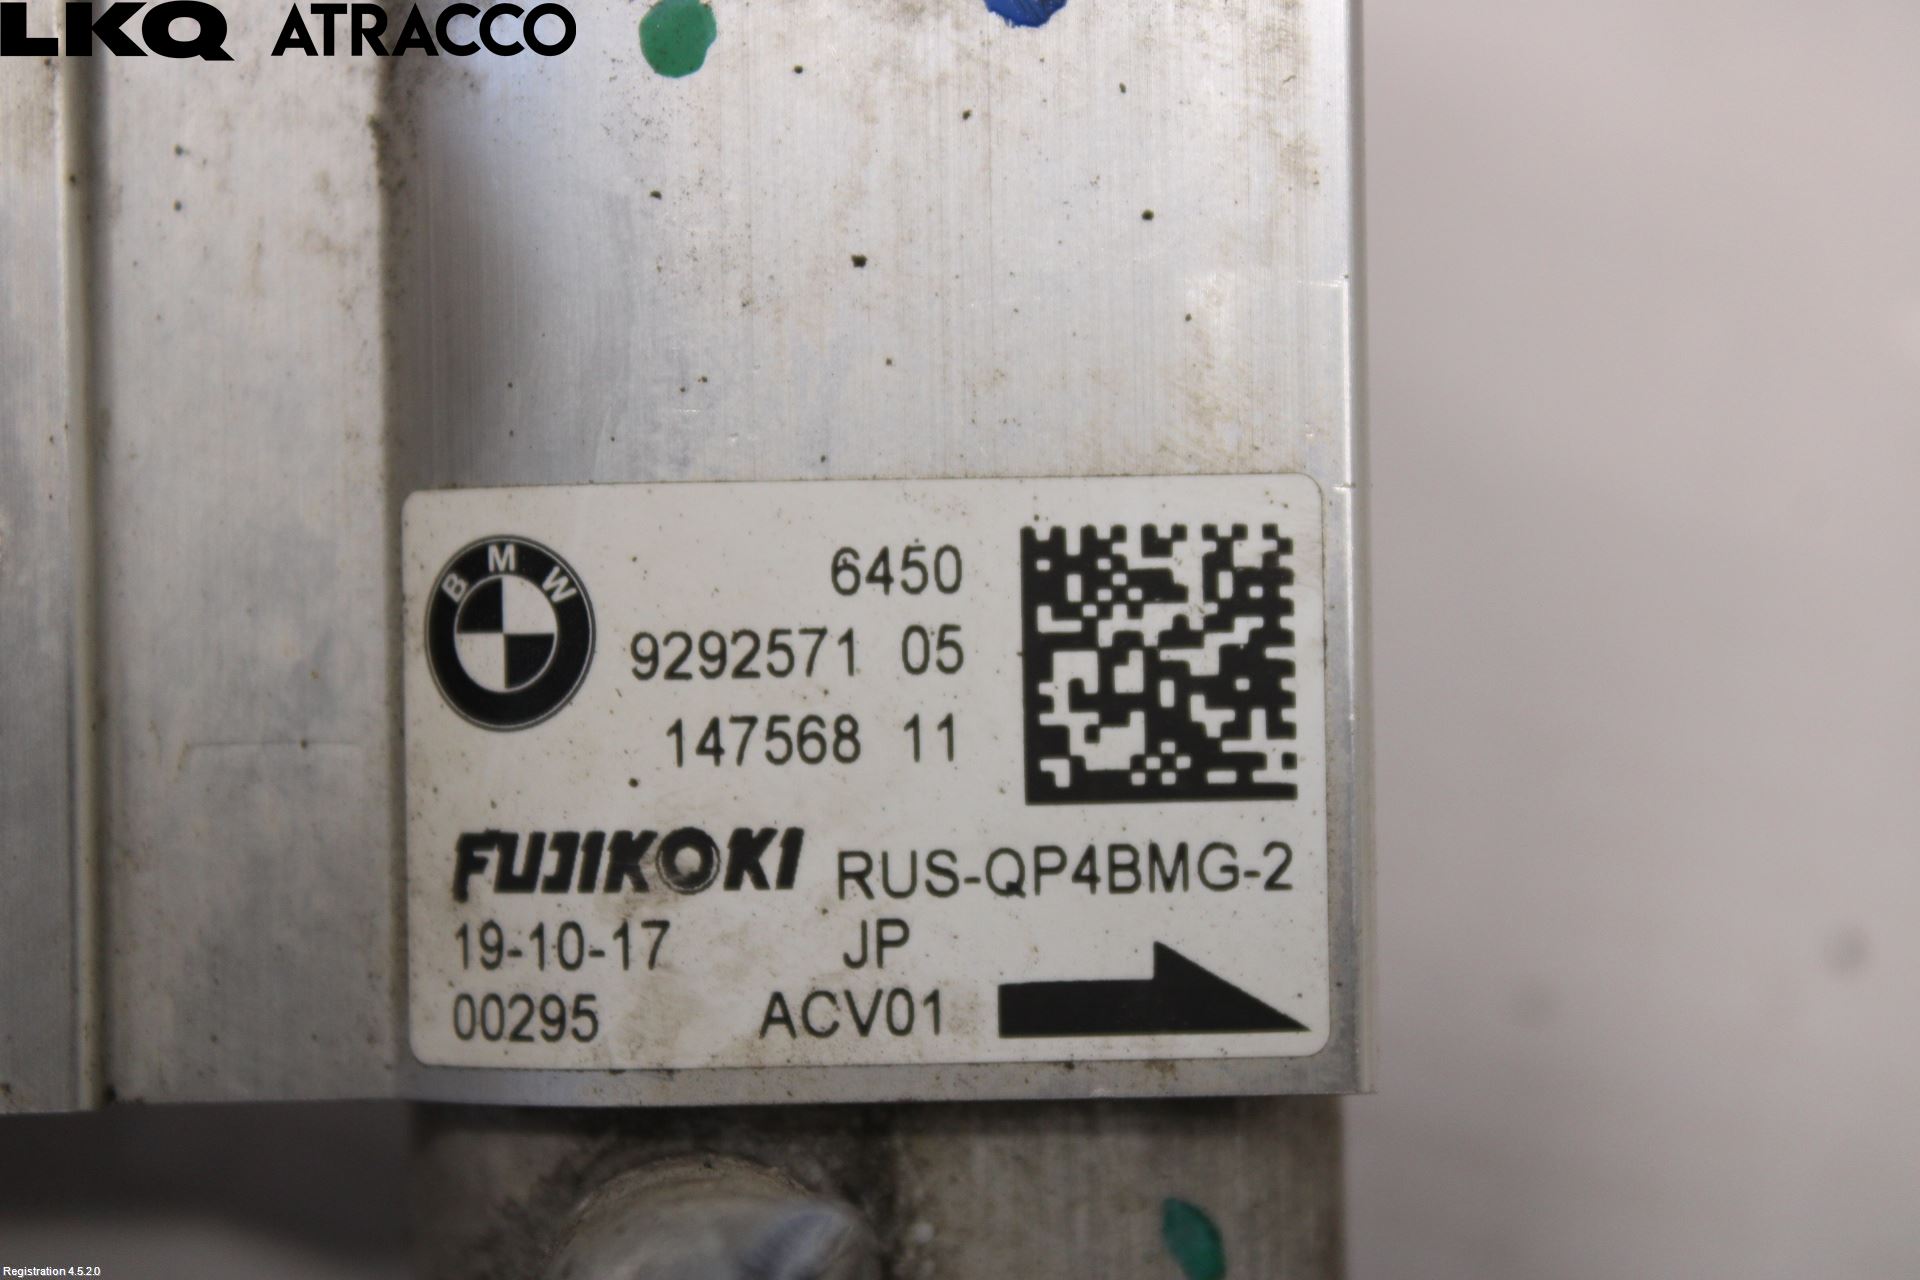 LKQ ATRACCO
BMW
6450
9292571 05
147568 11
FUJIKOKI RUS-QP4BMG-2
19-10-17 JP
00295 ACV01
Registration 4.5.2.0